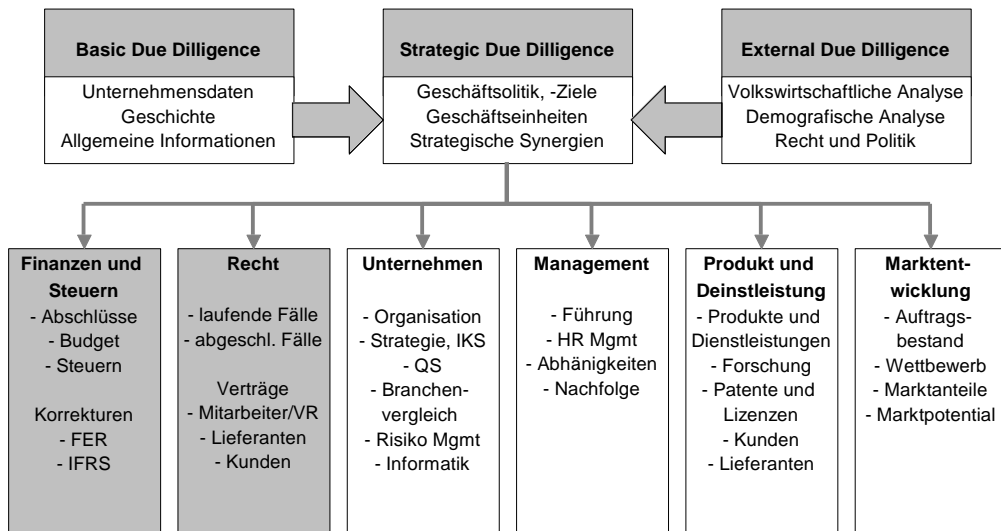 Basic Due Dilligence
Unternehmensdaten
Geschichte
Allgemeine Informationen
Strategic Due Dilligence
Geschäftsolitik, -Ziele
Geschäftseinheiten
Strategische Synergien
External Due Dilligence
Volkswirtschaftliche Analyse
Demografische Analyse
Recht und Politik
Finanzen und
Steuern
- Abschlüsse
- Budget
- Steuern
Korrekturen
- FER
- IFRS
Recht
- laufende Fälle
- abgeschl. Fälle
Verträge
- Mitarbeiter/VR
- Lieferanten
- Kunden
Unternehmen
- Organisation
- Strategie, IKS
- QS
- Branchen-
vergleich
- Risiko Mgmt
- Informatik
Management
- Führung
- HR Mgmt
- Abhänigkeiten
- Nachfolge
Produkt und
Deinstleistung
- Produkte und
Dienstleistungen
- Forschung
- Patente und
Lizenzen
- Kunden
- Lieferanten
Marktent-
wicklung
- Auftrags-
bestand
- Wettbewerb
- Marktanteile
- Marktpotential